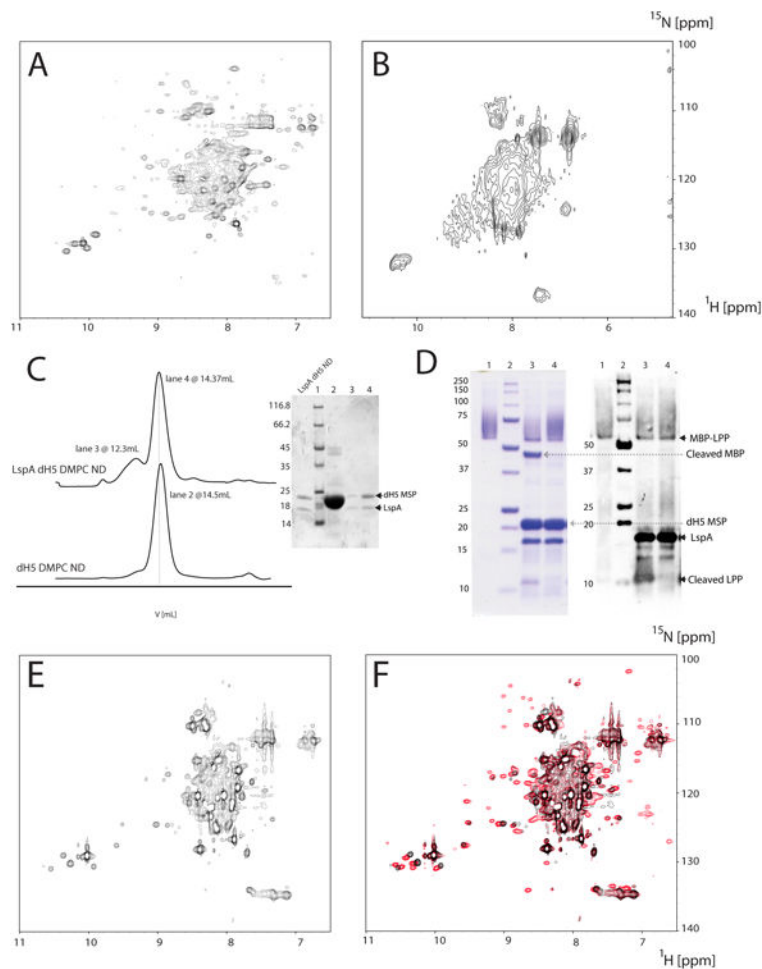 ¹⁵N [ppm]
A
B
100
110
120
130
140
11
10
9
8
7
10
8
6
¹H [ppm]
C
lane 4 @ 14.37mL
lane 3 @ 12.3mL
LspA dH5 DMPC ND
lane 2 @14.5mL
dH5 DMPC ND
V [mL]
LspA dH5 ND
1 2 3 4
116.8
66.2
45
35
25
18
14
dH5 MSP
LspA
D
1 2 3 4
250
150
100
75
50
37
25
20
15
10
1 2 3 4
50
37
20
10
MBP-LPP
Cleaved MBP
dH5 MSP
LspA
Cleaved LPP
¹⁵N [ppm]
E
F
100
110
120
130
140
11
10
9
8
7
11
10
9
8
7
¹H [ppm]